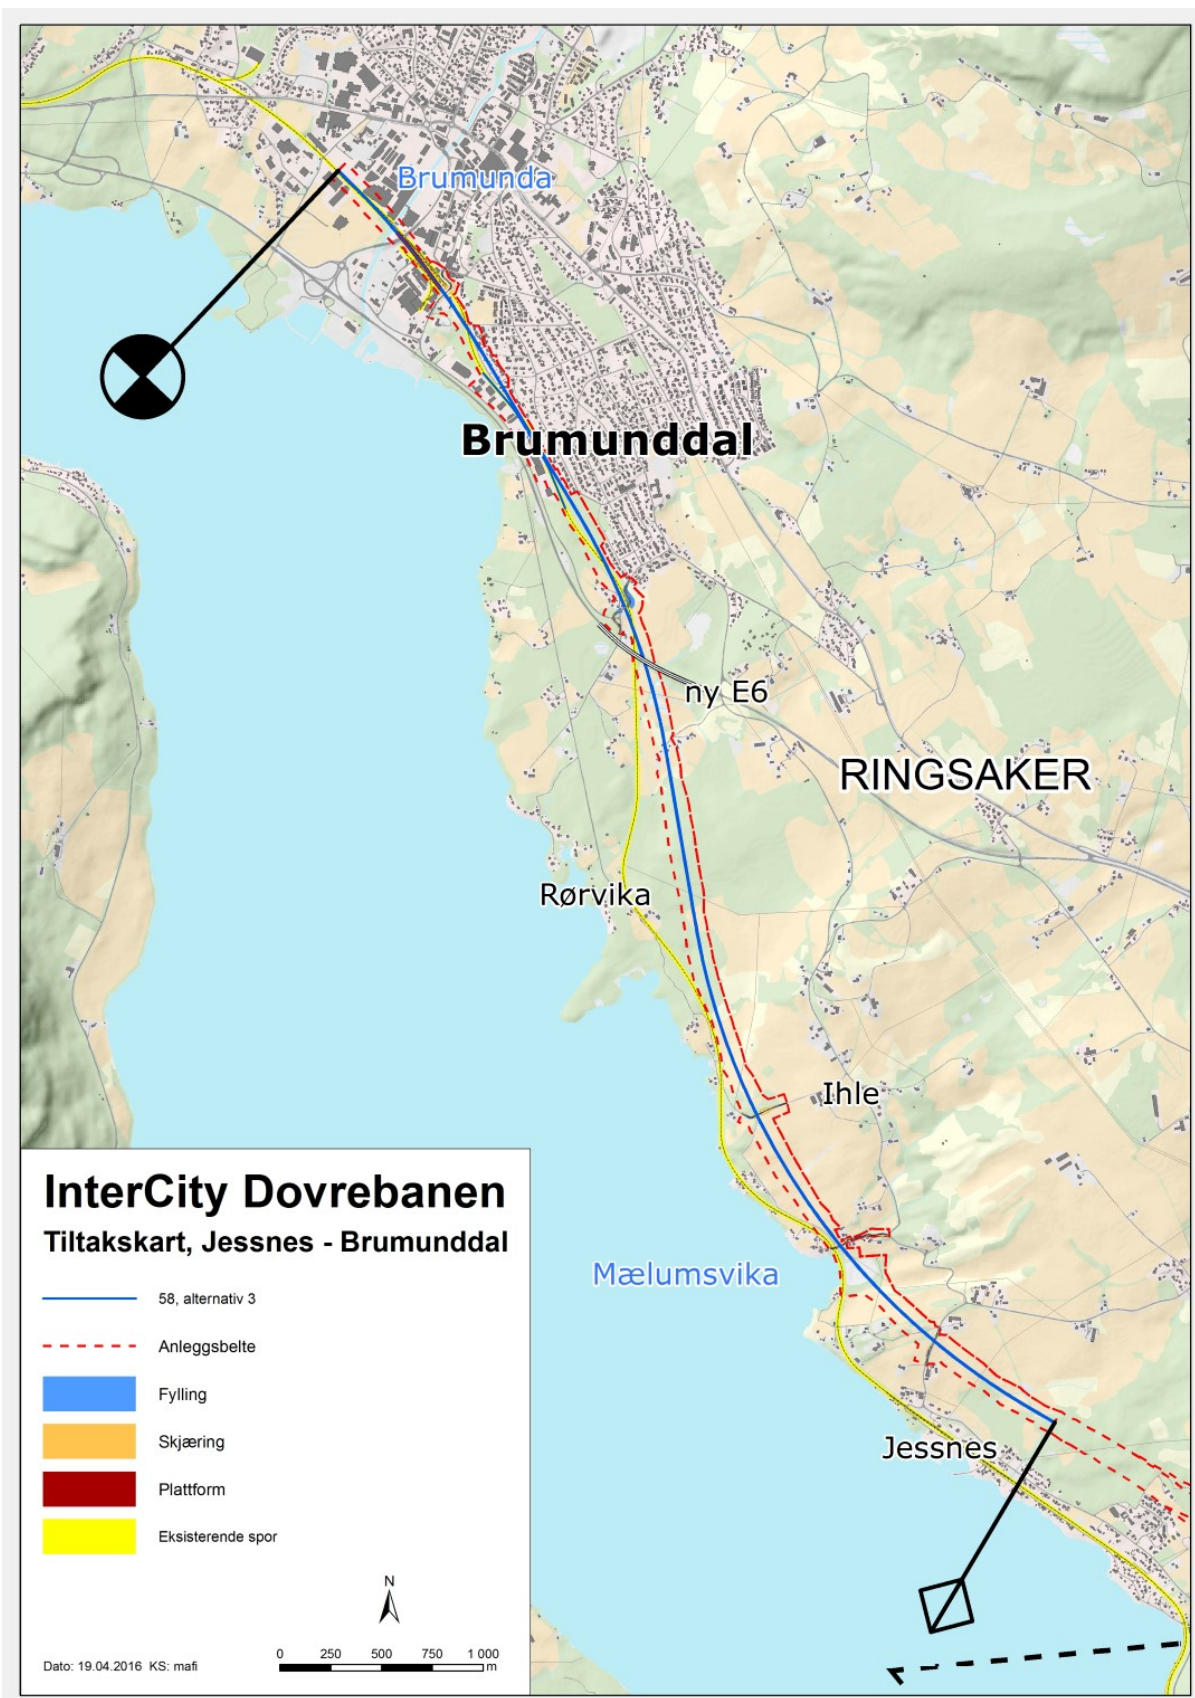 Brumunda
Brumunddal
ny E6
RINGSAKER
Rørvika
Ihle
Mælumsvika
Jessnes
InterCity Dovrebanen
Tiltakskart, Jessnes - Brumunddal
58, alternativ 3
Anleggsbelte
Fylling
Skjæring
Plattform
Eksisterende spor
N
0 250 500 750 1 000
m
Dato: 19.04.2016 KS: mafi